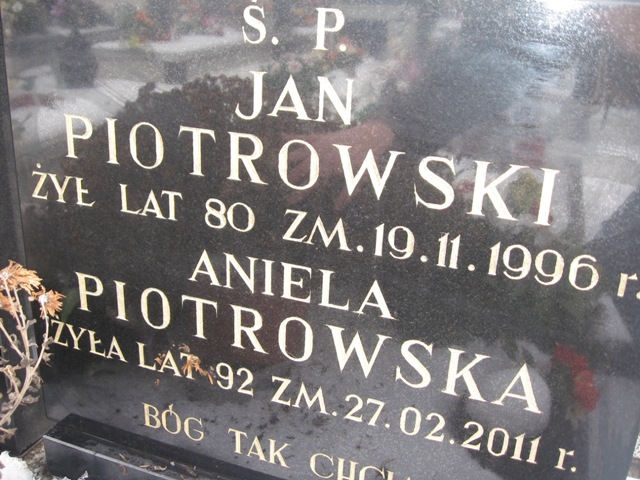 Ś. P.
JAN
PIOTROWSKI
ŻYŁ LAT 80 ZM. 19.11.1996 r.
ANIELA
PIOTROWSKA
ŻYŁA LAT 92 ZM. 27.02.2011 r.
BÓG TAK